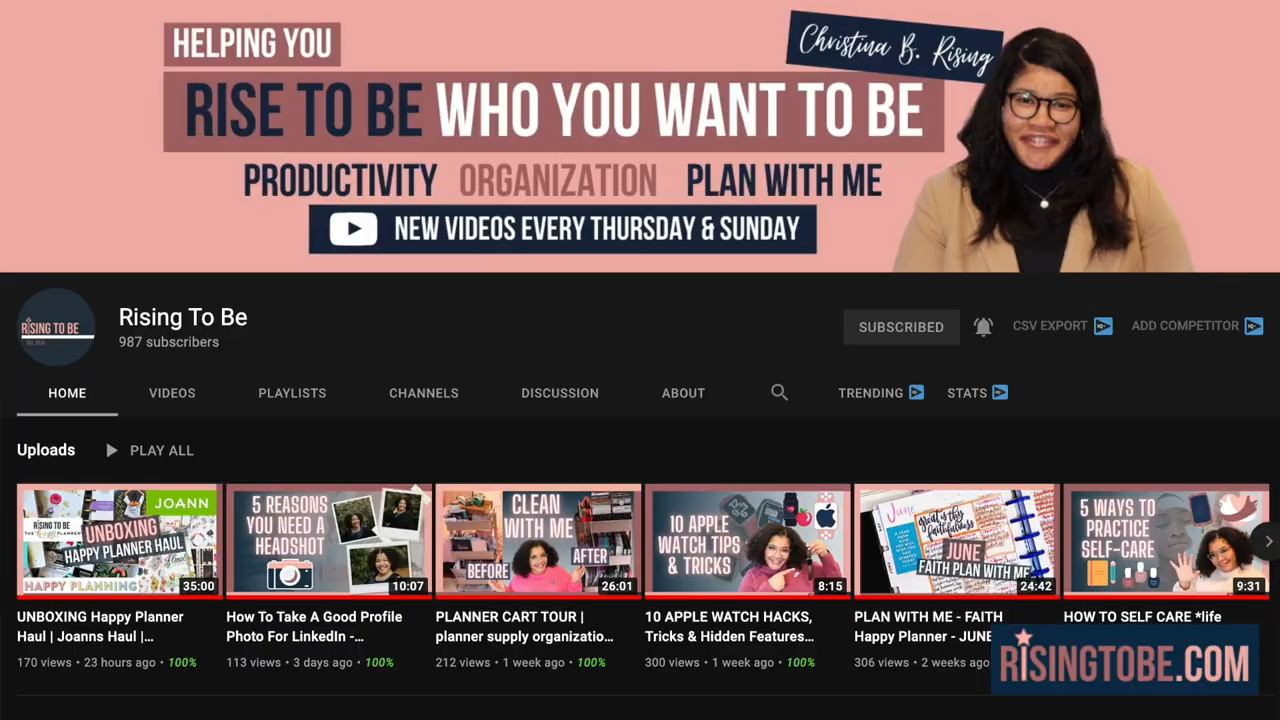 HELPING YOU
Christina B. Rising
RISE TO BE WHO YOU WANT TO BE
PRODUCTIVITY ORGANIZATION PLAN WITH ME
NEW VIDEOS EVERY THURSDAY & SUNDAY
RISING TO BE
Rising To Be
987 subscribers
SUBSCRIBED
CSV EXPORT
ADD COMPETITOR
HOME
VIDEOS
PLAYLISTS
CHANNELS
DISCUSSION
ABOUT
TRENDING
STATS
Uploads
PLAY ALL
JOANN
RISING TO BE
UNBOXING
HAPPY PLANNER HAUL
HAPPY PLANNING
35:00
UNBOXING Happy Planner
Haul | Joanns Haul |…
170 views • 23 hours ago • 100%
5 REASONS
YOU NEED A
HEADSHOT
10:07
How To Take A Good Profile
Photo For LinkedIn -…
113 views • 3 days ago • 100%
CLEAN
WITH ME
BEFORE
AFTER
26:01
PLANNER CART TOUR |
planner supply organizatio…
212 views • 1 week ago • 100%
10 APPLE
WATCH TIPS
& TRICKS
8:15
10 APPLE WATCH HACKS,
Tricks & Hidden Features…
300 views • 1 week ago • 100%
June
Great is thy
faithfulness
JUNE
FAITH PLAN WITH ME
24:42
PLAN WITH ME - FAITH
Happy Planner - JUNE
306 views • 2 weeks ago
5 WAYS TO
PRACTICE
SELF-CARE
9:31
HOW TO SELF CARE *life
RISINGTOBE.COM